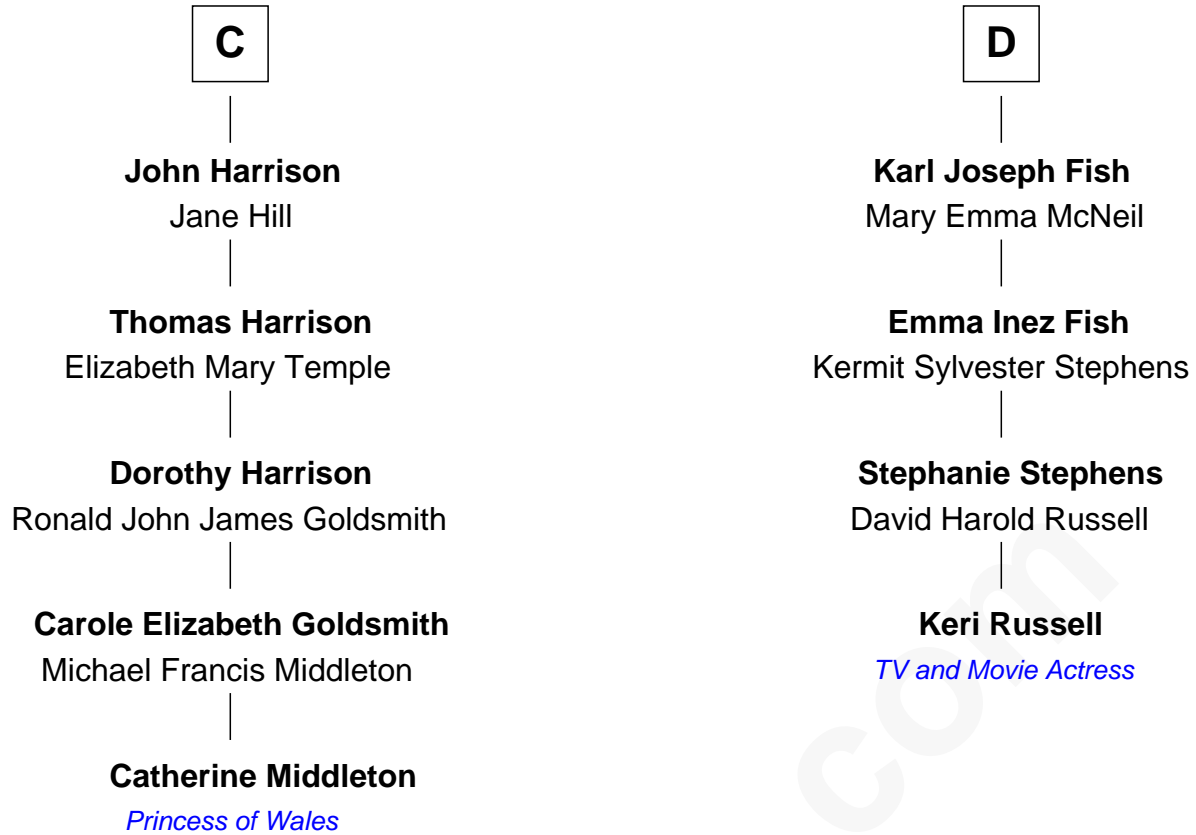 C
John Harrison
Jane Hill
Thomas Harrison
Elizabeth Mary Temple
Dorothy Harrison
Ronald John James Goldsmith
Carole Elizabeth Goldsmith
Michael Francis Middleton
Catherine Middleton
Princess of Wales
D
Karl Joseph Fish
Mary Emma McNeil
Emma Inez Fish
Kermit Sylvester Stephens
Stephanie Stephens
David Harold Russell
Keri Russell
TV and Movie Actress
com